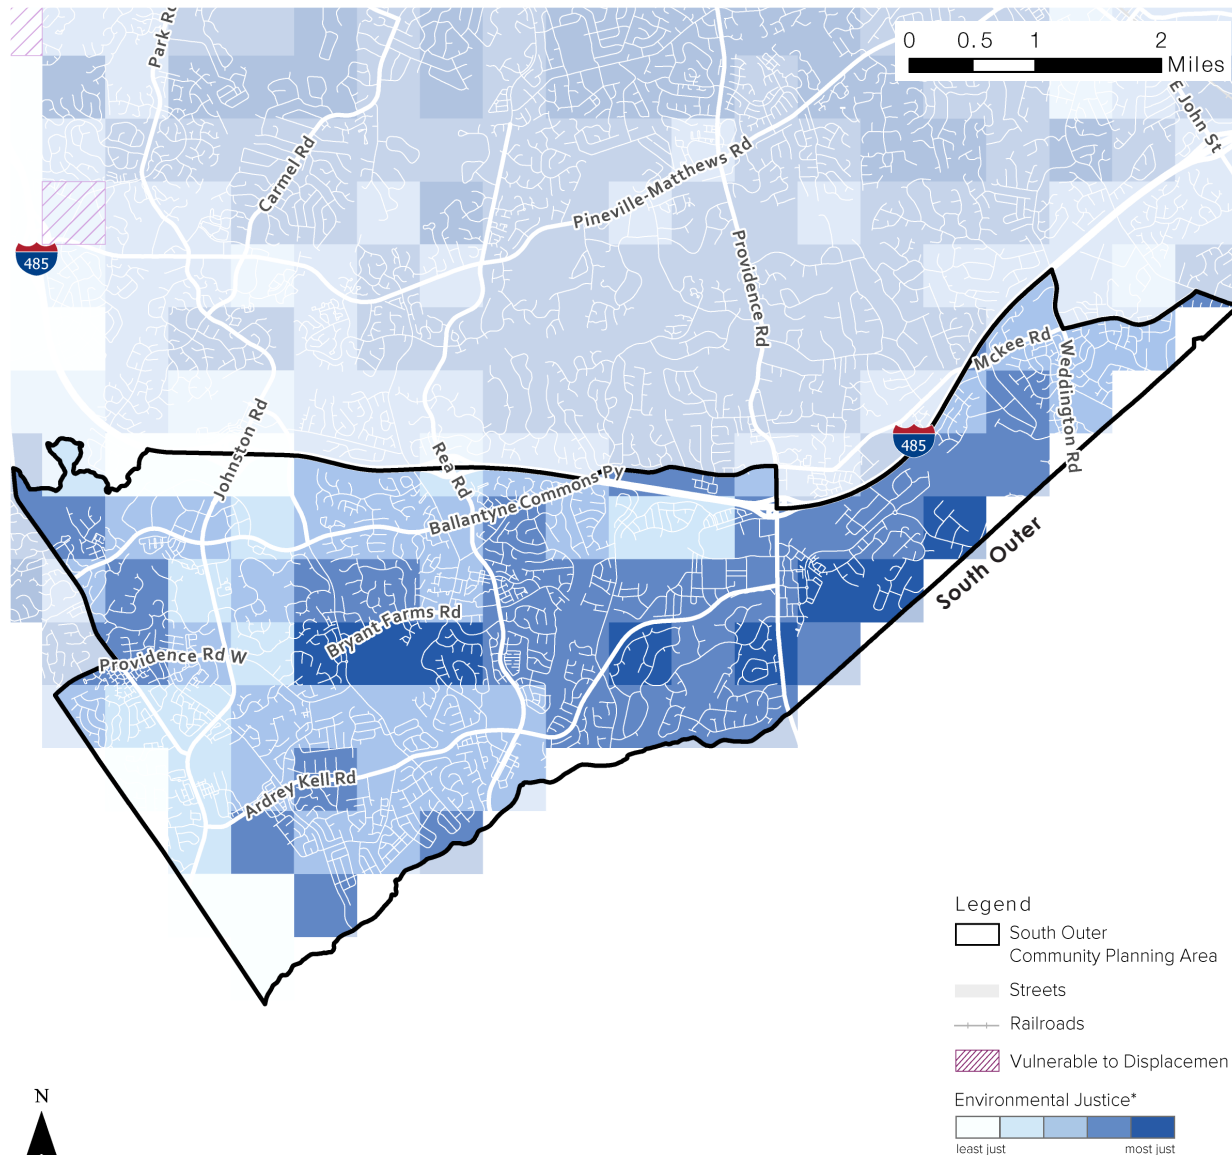 0 0.5 1 2
Miles
Park Rd
E John St
Carmel Rd
Pineville-Matthews Rd
485
Providence Rd
Mckee Rd
Weddington Rd
Johnston Rd
Rea Rd
485
Ballantyne Commons Py
South Outer
Bryant Farms Rd
Providence Rd W
Ardrey Kell Rd
Legend
South Outer
Community Planning Area
Streets
Railroads
Vulnerable to Displacemen
N
Environmental Justice*
least just most just